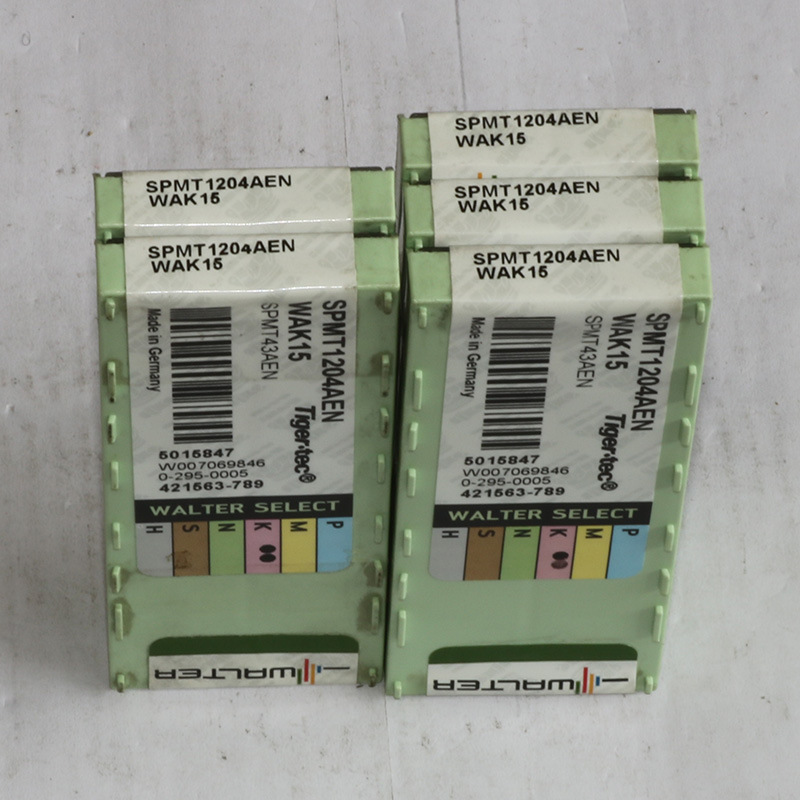 SPMT1204AEN
WAK15
SPMT1204AEN
WAK15
SPMT1204AEN
WAK15
Tiger·tec®
SPMT43AEN
Made in Germany
5015847
W007069846
0-295-0005
421563-789
WALTER SELECT
H S N K M P
WALTER
SPMT1204AEN
WAK15
SPMT1204AEN
WAK15
SPMT1204AEN
WAK15
SPMT1204AEN
WAK15
Tiger·tec®
SPMT43AEN
Made in Germany
5015847
W007069846
0-295-0005
421563-789
WALTER SELECT
H S N K M P
WALTER